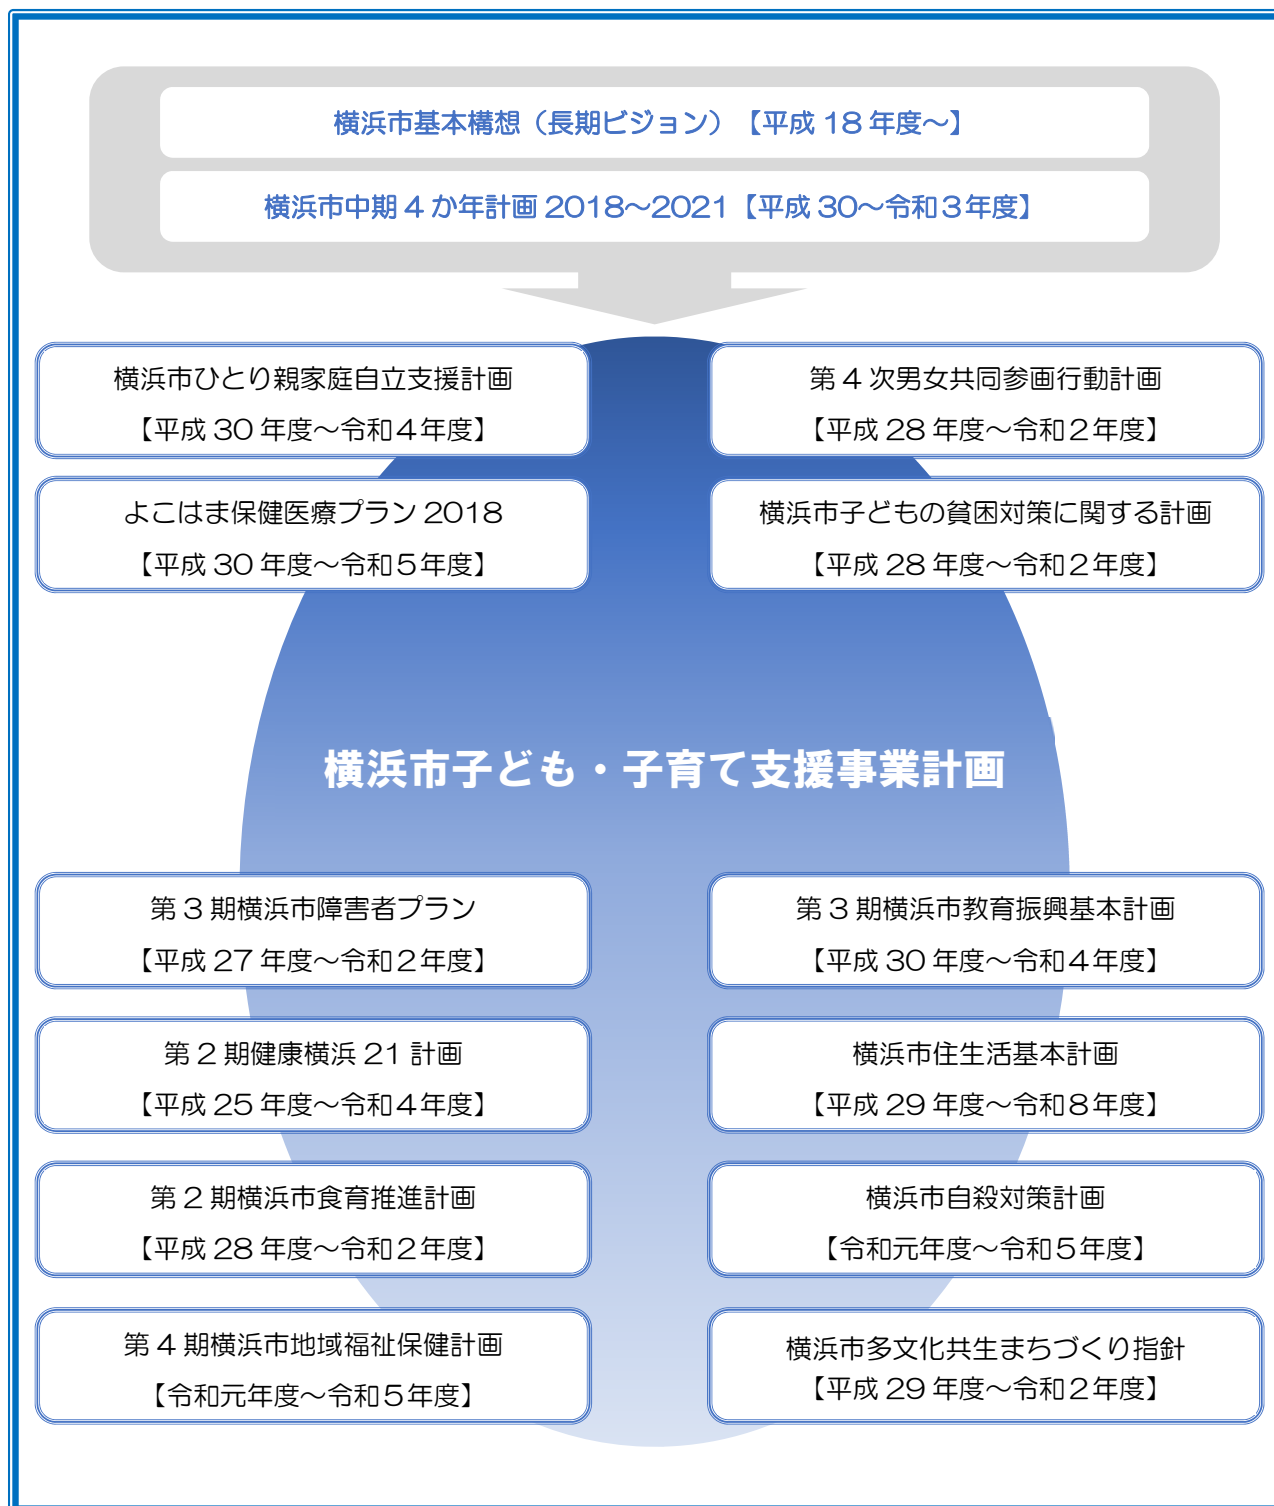 横浜市基本構想（長期ビジョン）【平成 18 年度～】
横浜市中期 4 か年計画 2018～2021【平成 30～令和３年度】
横浜市ひとり親家庭自立支援計画
【平成 30 年度～令和４年度】
第 4 次男女共同参画行動計画
【平成 28 年度～令和２年度】
よこはま保健医療プラン 2018
【平成 30 年度～令和５年度】
横浜市子どもの貧困対策に関する計画
【平成 28 年度～令和２年度】
横浜市子ども・子育て支援事業計画
第 3 期横浜市障害者プラン
【平成 27 年度～令和２年度】
第 3 期横浜市教育振興基本計画
【平成 30 年度～令和４年度】
第 2 期健康横浜 21 計画
【平成 25 年度～令和４年度】
横浜市住生活基本計画
【平成 29 年度～令和８年度】
第 2 期横浜市食育推進計画
【平成 28 年度～令和２年度】
横浜市自殺対策計画
【令和元年度～令和５年度】
第 4 期横浜市地域福祉保健計画
【令和元年度～令和５年度】
横浜市多文化共生まちづくり指針
【平成 29 年度～令和２年度】